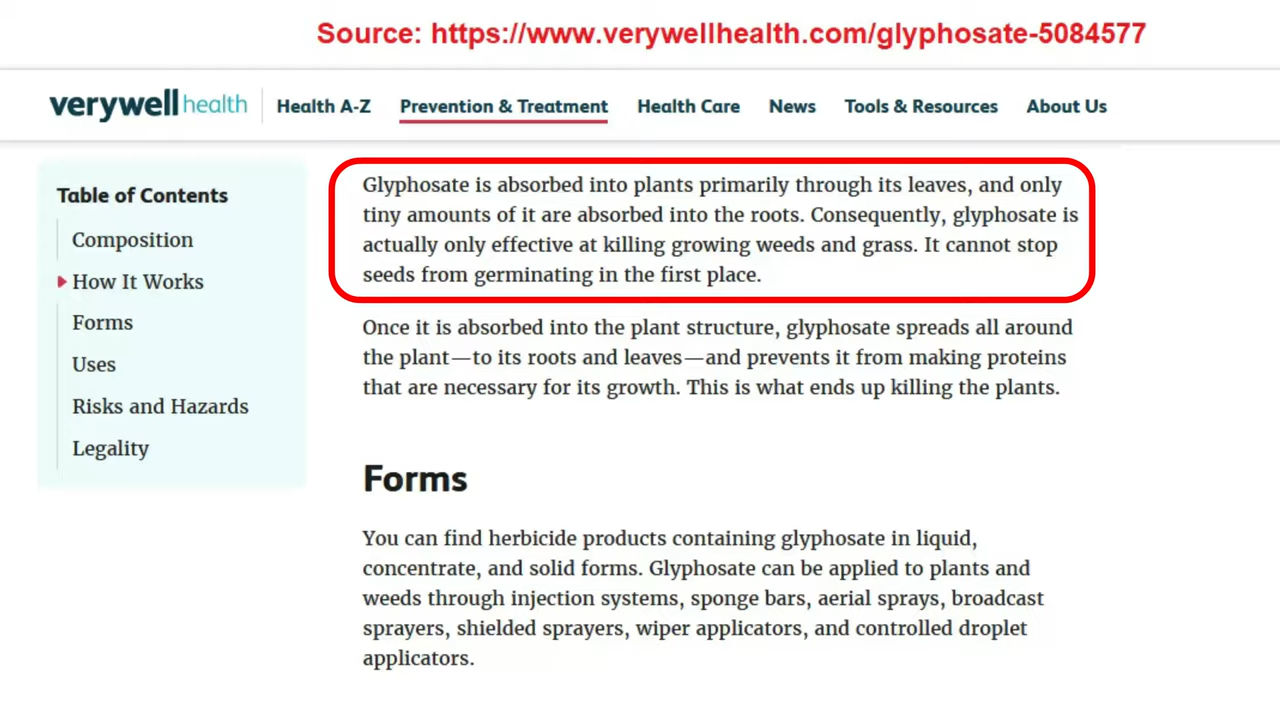 Source: https://www.verywellhealth.com/glyphosate-5084577
verywell health Health A-Z Prevention & Treatment Health Care News Tools & Resources About Us
Table of Contents
Composition
How It Works
Forms
Uses
Risks and Hazards
Legality
Glyphosate is absorbed into plants primarily through its leaves, and only
tiny amounts of it are absorbed into the roots. Consequently, glyphosate is
actually only effective at killing growing weeds and grass. It cannot stop
seeds from germinating in the first place.
Once it is absorbed into the plant structure, glyphosate spreads all around
the plant—to its roots and leaves—and prevents it from making proteins
that are necessary for its growth. This is what ends up killing the plants.
Forms
You can find herbicide products containing glyphosate in liquid,
concentrate, and solid forms. Glyphosate can be applied to plants and
weeds through injection systems, sponge bars, aerial sprays, broadcast
sprayers, shielded sprayers, wiper applicators, and controlled droplet
applicators.